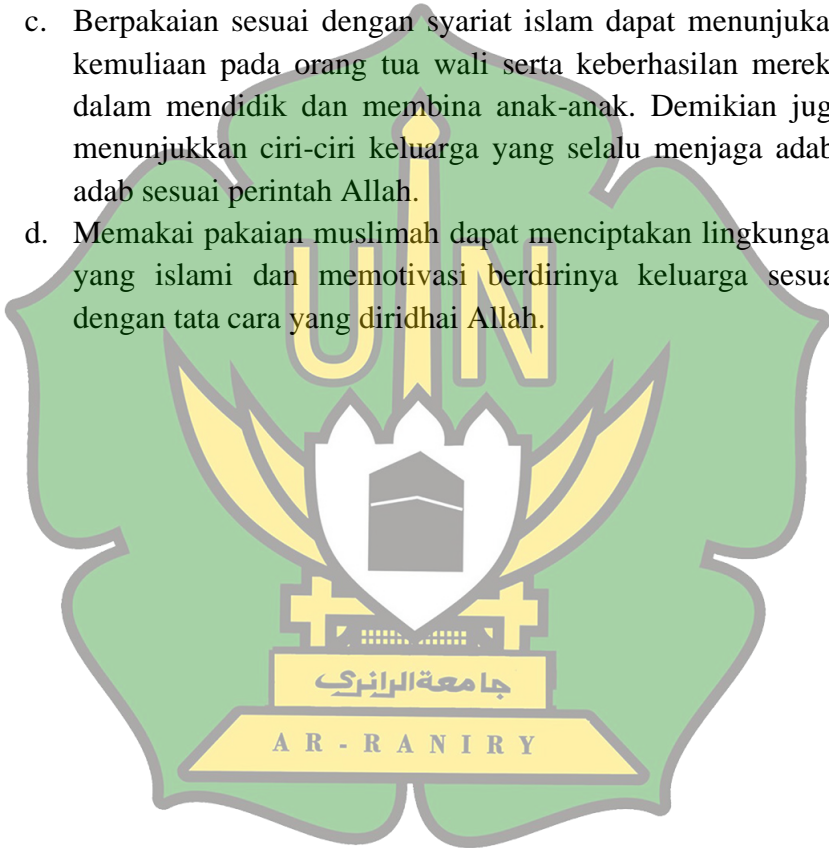 c. Berpakaian sesuai dengan syariat islam dapat menunjuka
kemuliaan pada orang tua wali serta keberhasilan merek
dalam mendidik dan membina anak-anak. Demikian jug
menunjukkan ciri-ciri keluarga yang selalu menjaga adab
adab sesuai perintah Allah.
d. Memakai pakaian muslimah dapat menciptakan lingkunga
yang islami dan memotivasi berdirinya keluarga sesua
dengan tata cara yang diridhai Allah.
UIN
جامعة الرانري
AR-RANIRY